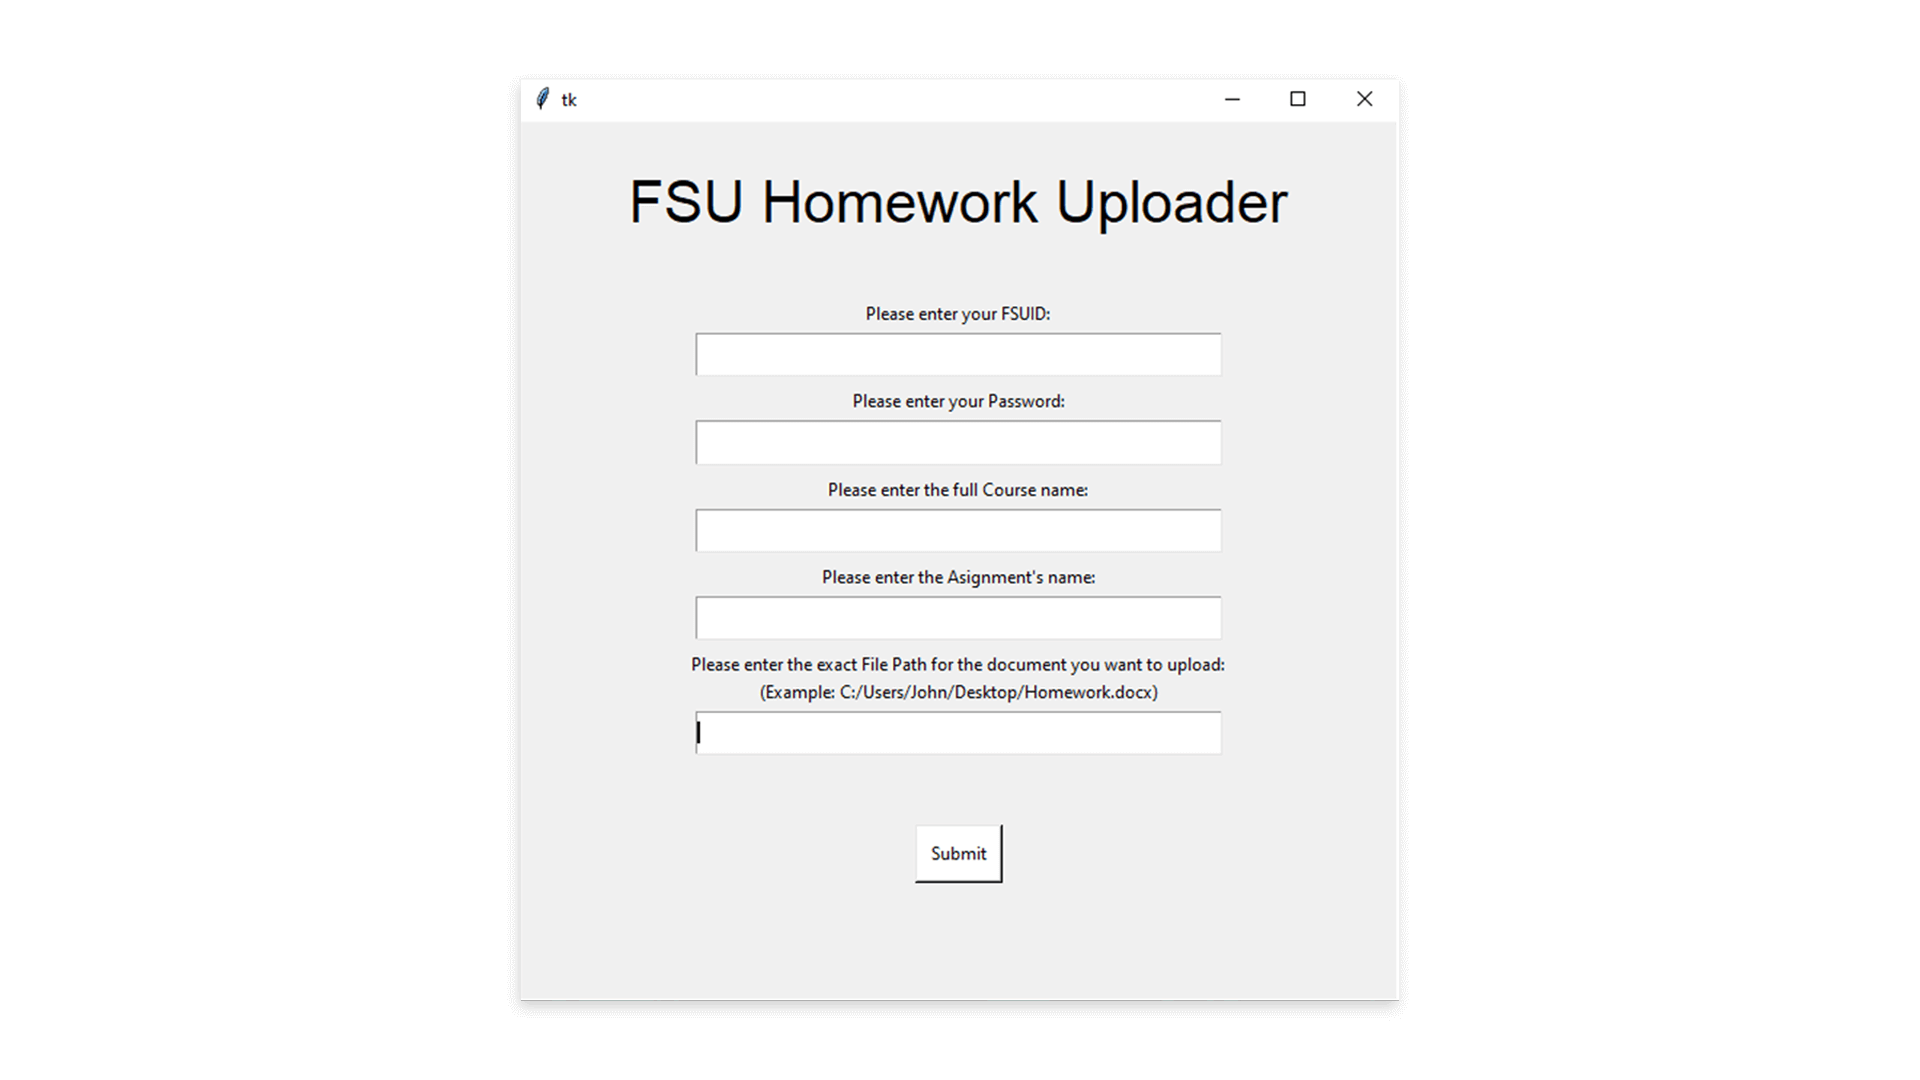 tk
FSU Homework Uploader
Please enter your FSUID:
Please enter your Password:
Please enter the full Course name:
Please enter the Asignment's name:
Please enter the exact File Path for the document you want to upload:
(Example: C:/Users/John/Desktop/Homework.docx)
Submit